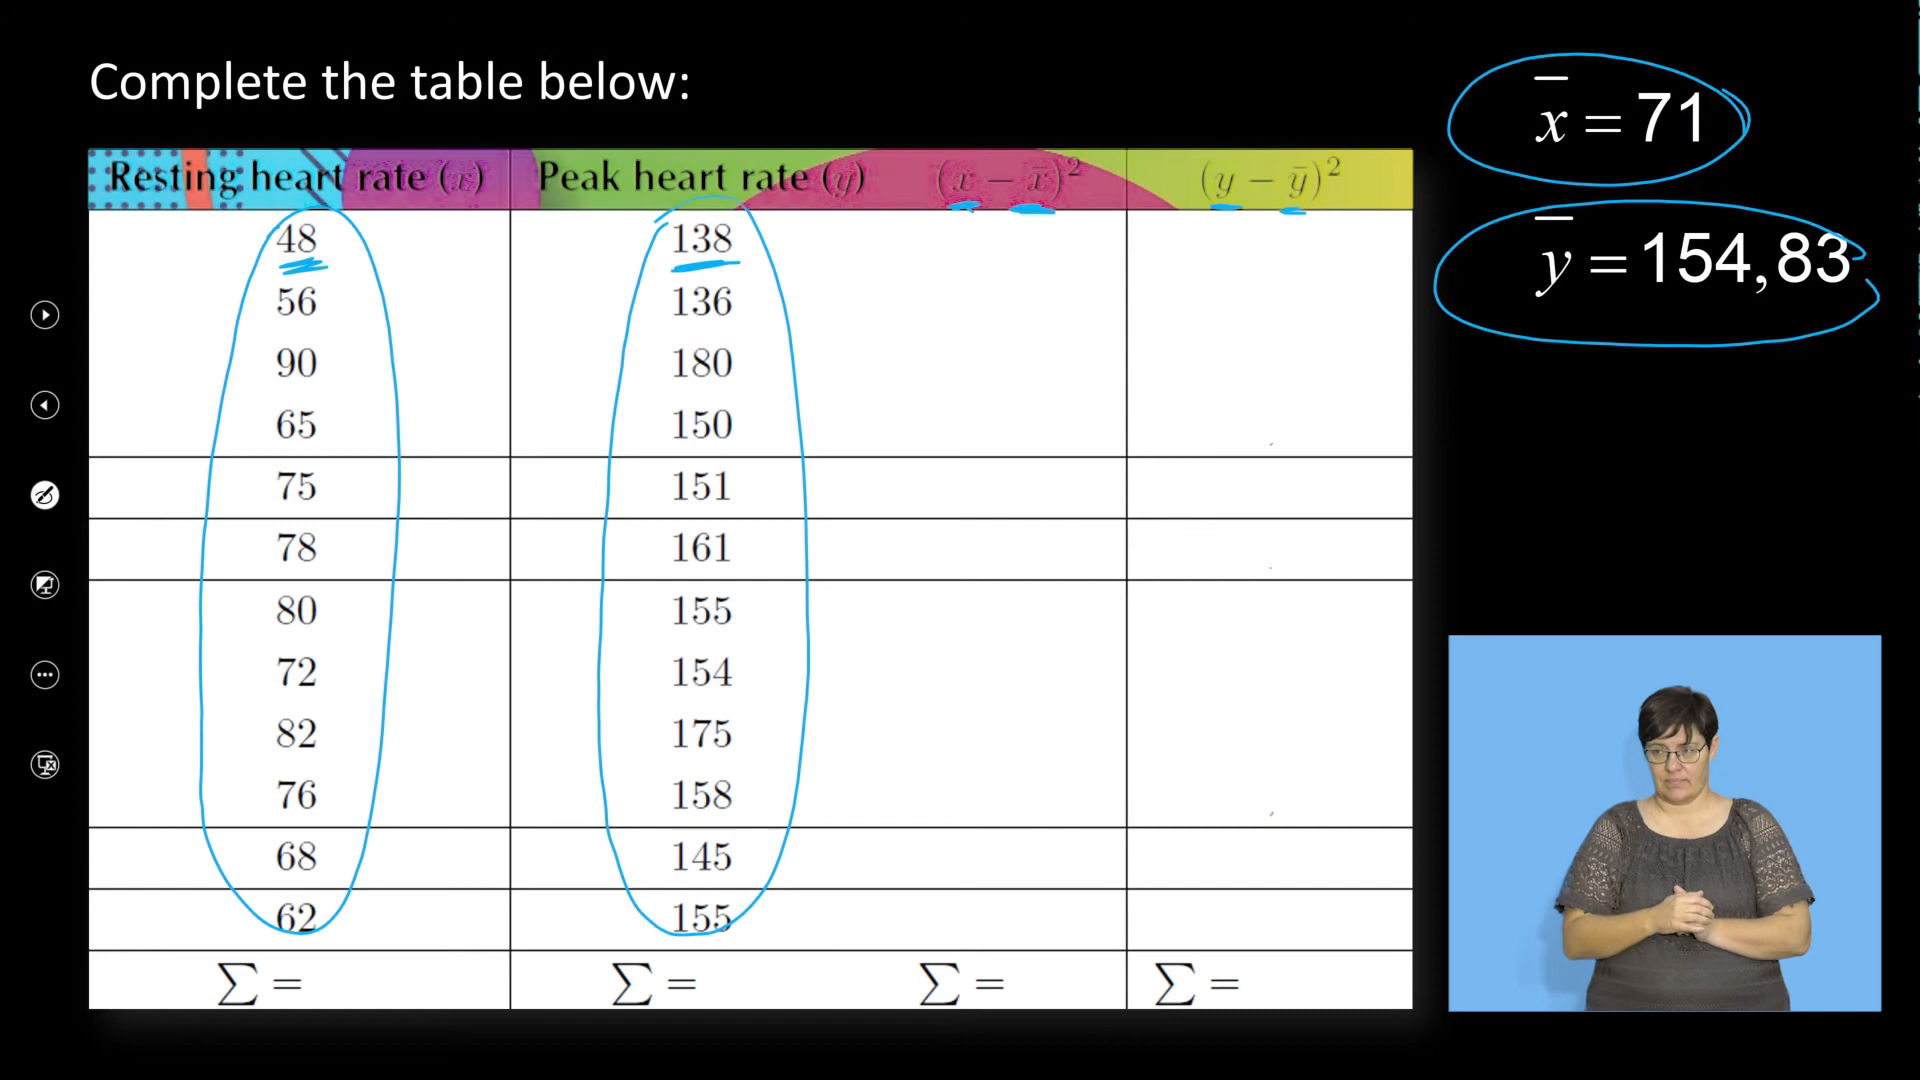 Complete the table below:
x̄ = 71
ȳ = 154,83
Resting heart rate (x) Peak heart rate (y) (x − x̄)² (y − ȳ)²
48 138
56 136
90 180
65 150
75 151
78 161
80 155
72 154
82 175
76 158
68 145
62 155
∑ = ∑ = ∑ = ∑ =